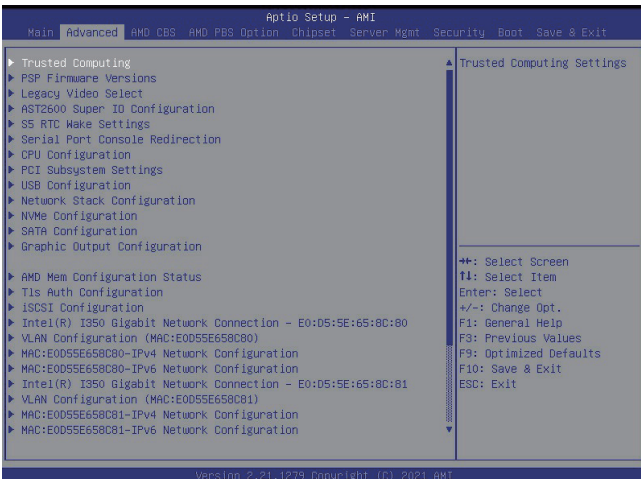 Aptio Setup – AMI
Main Advanced AMD CBS AMD PBS Option Chipset Server Mgmt Security Boot Save & Exit
Trusted Computing
PSP Firmware Versions
Legacy Video Select
AST2600 Super IO Configuration
S5 RTC Wake Settings
Serial Port Console Redirection
CPU Configuration
PCI Subsystem Settings
USB Configuration
Network Stack Configuration
NVMe Configuration
SATA Configuration
Graphic Output Configuration
AMD Mem Configuration Status
Tls Auth Configuration
iSCSI Configuration
Intel(R) I350 Gigabit Network Connection – E0:D5:5E:65:8C:80
VLAN Configuration (MAC:E0D55E658C80)
MAC:E0D55E658C80-IPv4 Network Configuration
MAC:E0D55E658C80-IPv6 Network Configuration
Intel(R) I350 Gigabit Network Connection – E0:D5:5E:65:8C:81
VLAN Configuration (MAC:E0D55E658C81)
MAC:E0D55E658C81-IPv4 Network Configuration
MAC:E0D55E658C81-IPv6 Network Configuration
Trusted Computing Settings
→←: Select Screen
↑↓: Select Item
Enter: Select
+/-: Change Opt.
F1: General Help
F3: Previous Values
F9: Optimized Defaults
F10: Save & Exit
ESC: Exit
Version 2.21.1279 Copyright (C) 2021 AMI